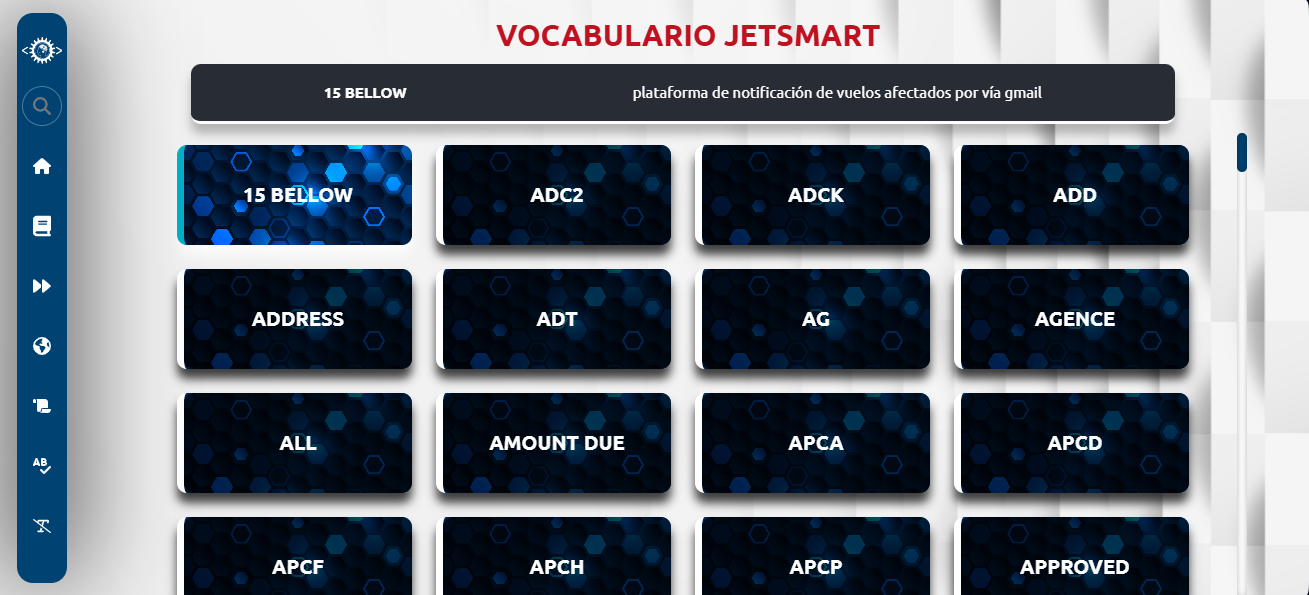 VOCABULARIO JETSMART
15 BELLOW plataforma de notificación de vuelos afectados por vía gmail
15 BELLOW ADC2 ADCK ADD
ADDRESS ADT AG AGENCE
ALL AMOUNT DUE APCA APCD
AB
APCF APCH APCP APPROVED